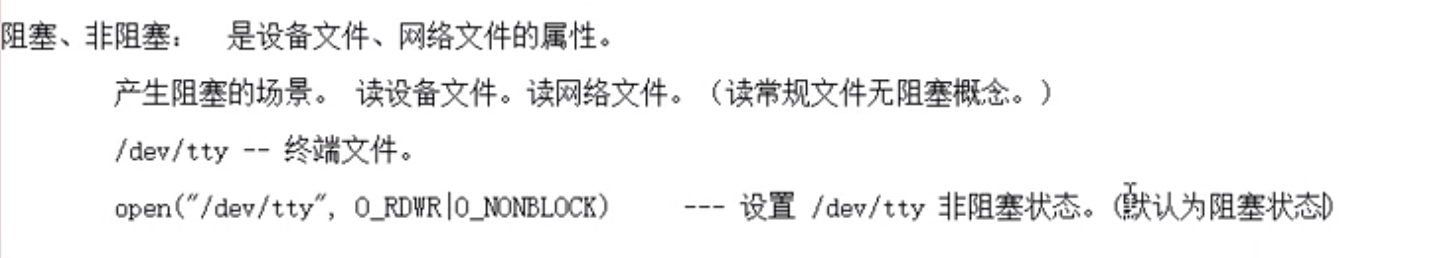 阻塞、非阻塞： 是设备文件、网络文件的属性。
产生阻塞的场景。 读设备文件。读网络文件。（读常规文件无阻塞概念。）
/dev/tty -- 终端文件。
open("/dev/tty", O_RDWR|O_NONBLOCK) --- 设置 /dev/tty 非阻塞状态。(默认为阻塞状态)